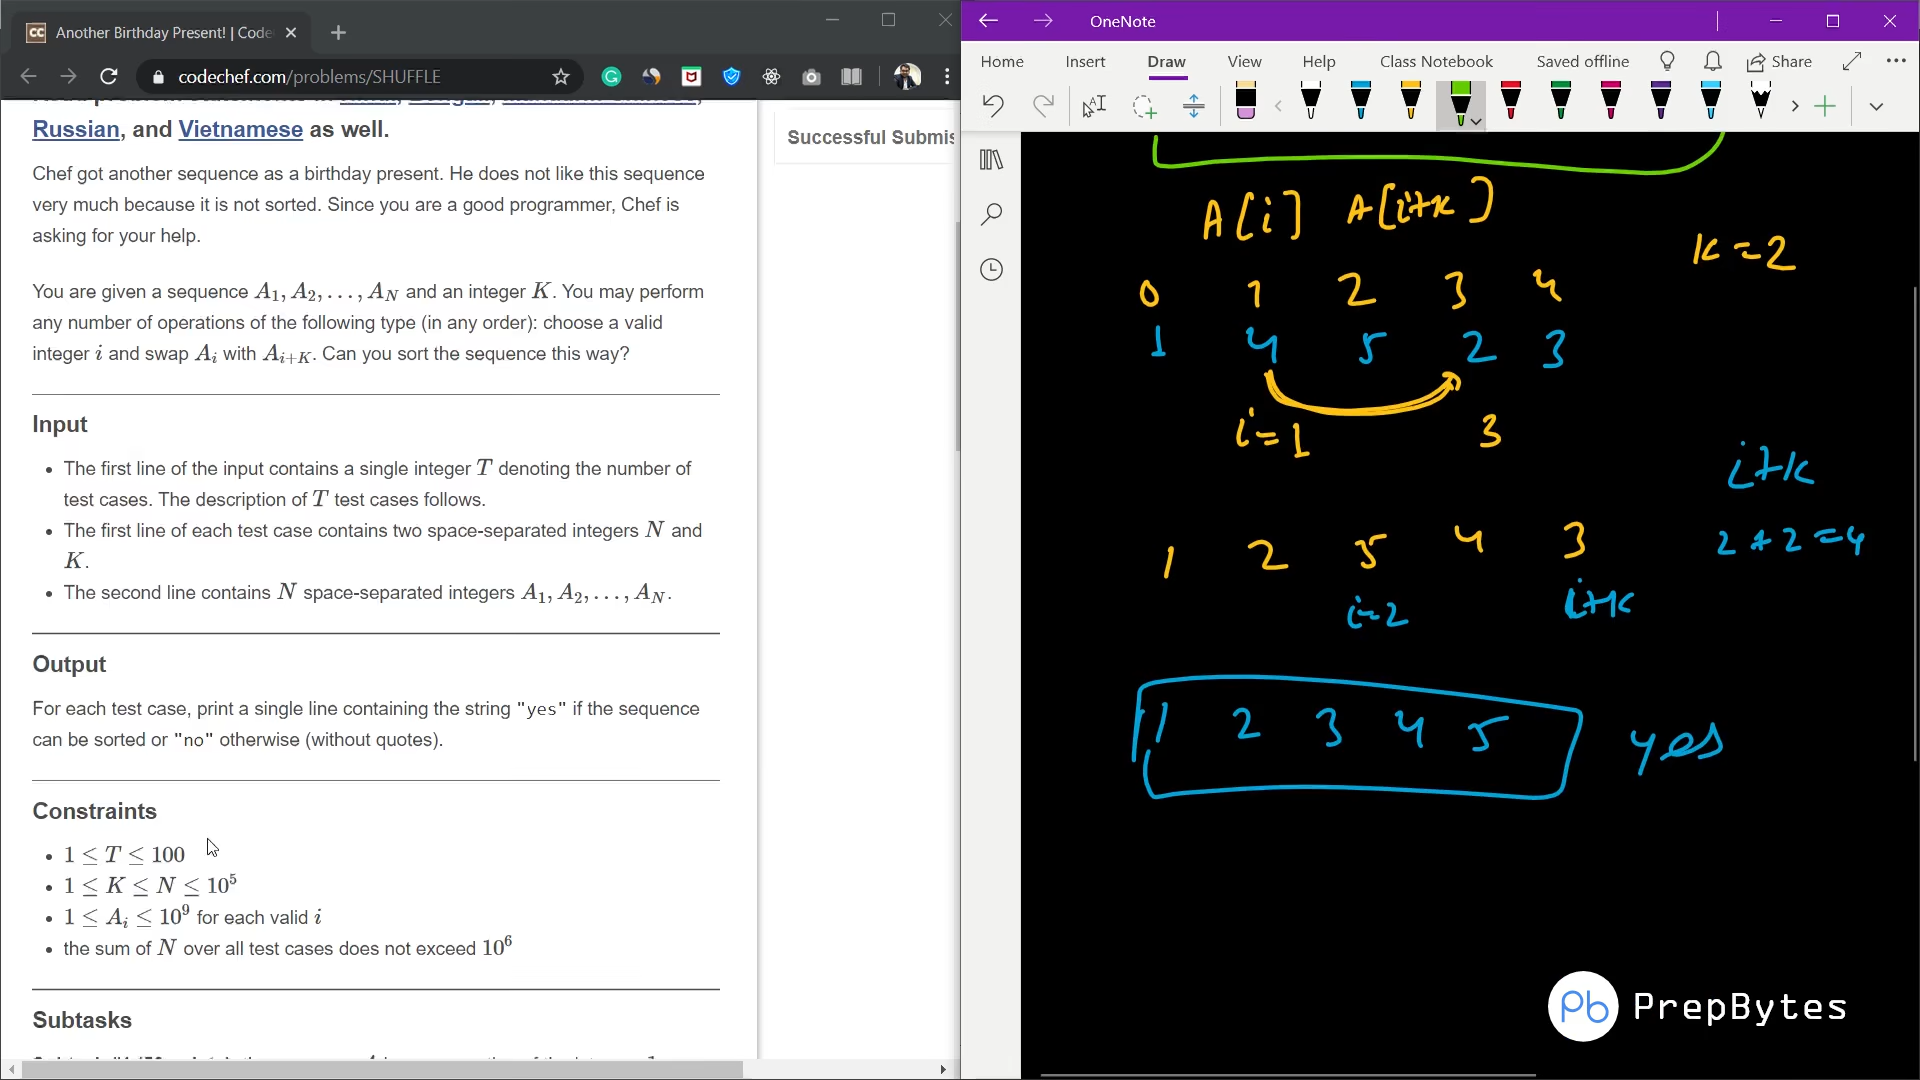 Another Birthday Present! | Code
codechef.com/problems/SHUFFLE
Russian, and Vietnamese as well.
Chef got another sequence as a birthday present. He does not like this sequence
very much because it is not sorted. Since you are a good programmer, Chef is
asking for your help.
You are given a sequence A1, A2, . . . , AN and an integer K. You may perform
any number of operations of the following type (in any order): choose a valid
integer i and swap Ai with Ai+K. Can you sort the sequence this way?
Input
The first line of the input contains a single integer T denoting the number of
test cases. The description of T test cases follows.
The first line of each test case contains two space-separated integers N and
K.
The second line contains N space-separated integers A1, A2, . . . , AN.
Output
For each test case, print a single line containing the string "yes" if the sequence
can be sorted or "no" otherwise (without quotes).
Constraints
1 ≤ T ≤ 100
1 ≤ K ≤ N ≤ 10^5
1 ≤ Ai ≤ 10^9 for each valid i
the sum of N over all test cases does not exceed 10^6
Subtasks
Successful Submis
OneNote
Home Insert Draw View Help Class Notebook Saved offline Share
A[i] A[i+k]
k=2
0 1 2 3 4
1 4 5 2 3
i=1 3
i+k
1 2 5 4 3
2+2=4
i=2 i+k
1 2 3 4 5 yes
Pb PrepBytes